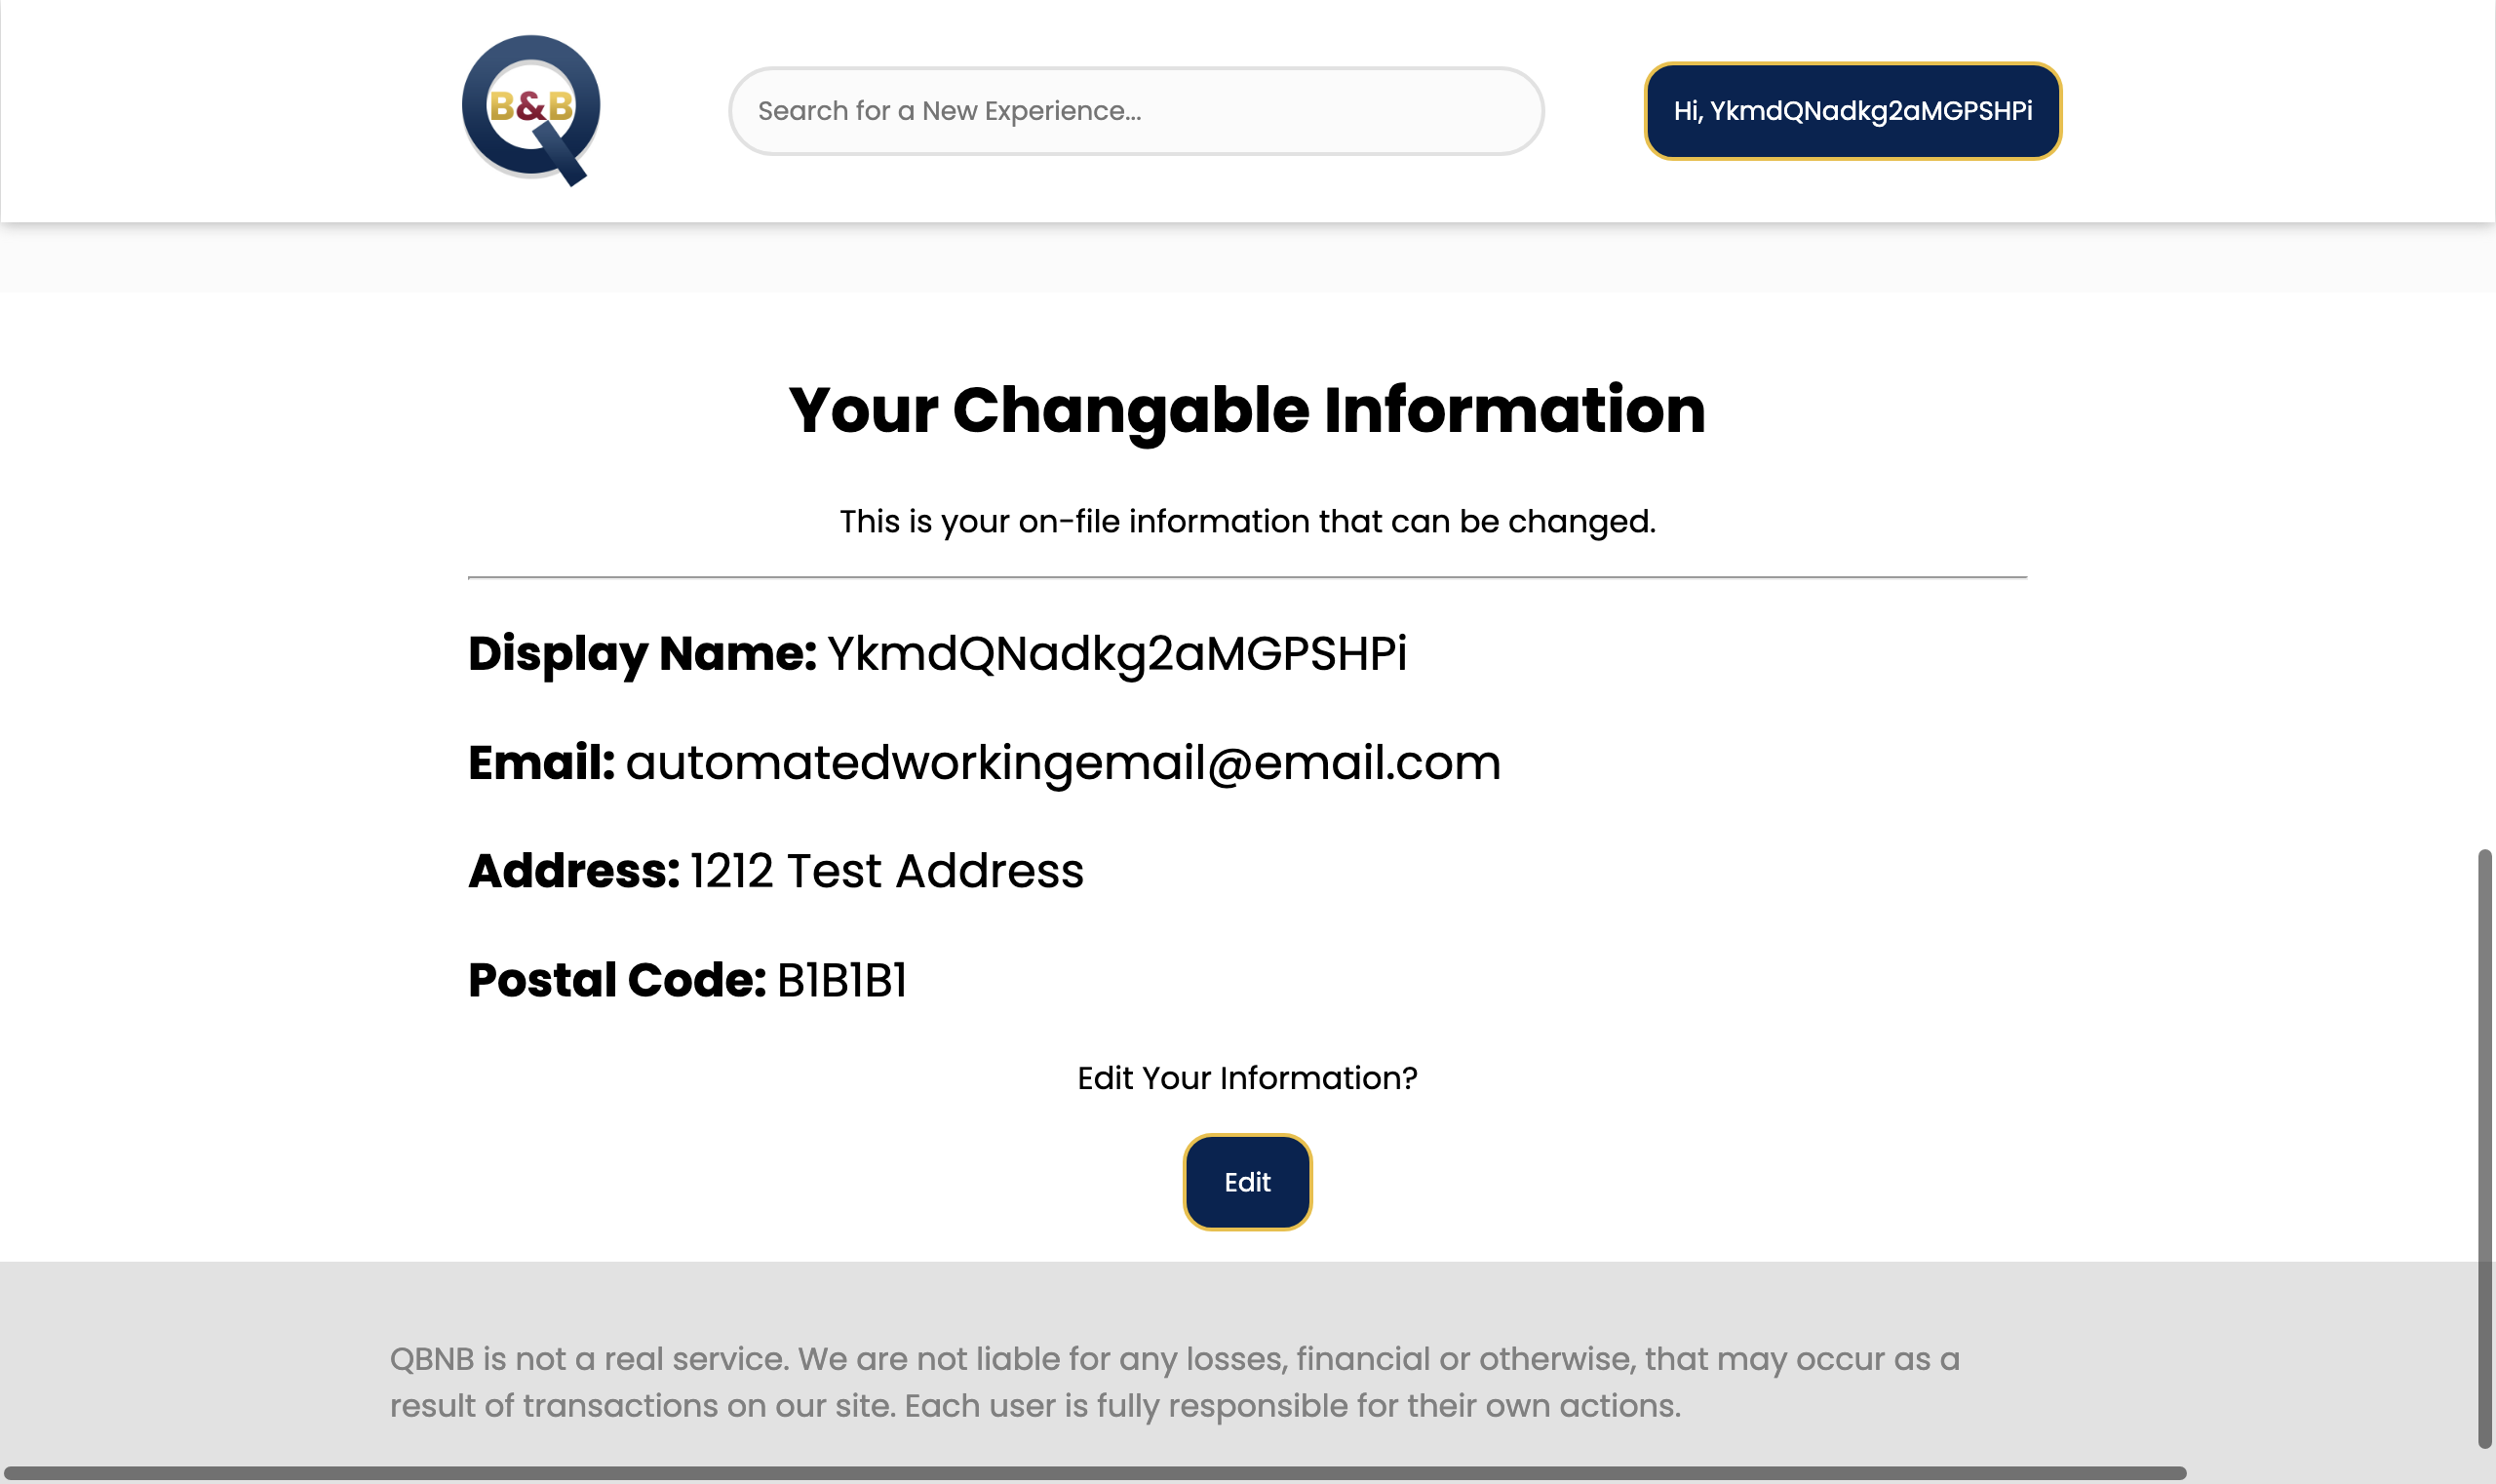 B&B
Search for a New Experience...
Hi, YkmdQNadkg2aMGPSHPi
Your Changable Information
This is your on-file information that can be changed.
Display Name: YkmdQNadkg2aMGPSHPi
Email: automatedworkingemail@email.com
Address: 1212 Test Address
Postal Code: B1B1B1
Edit Your Information?
Edit
QBNB is not a real service. We are not liable for any losses, financial or otherwise, that may occur as a
result of transactions on our site. Each user is fully responsible for their own actions.